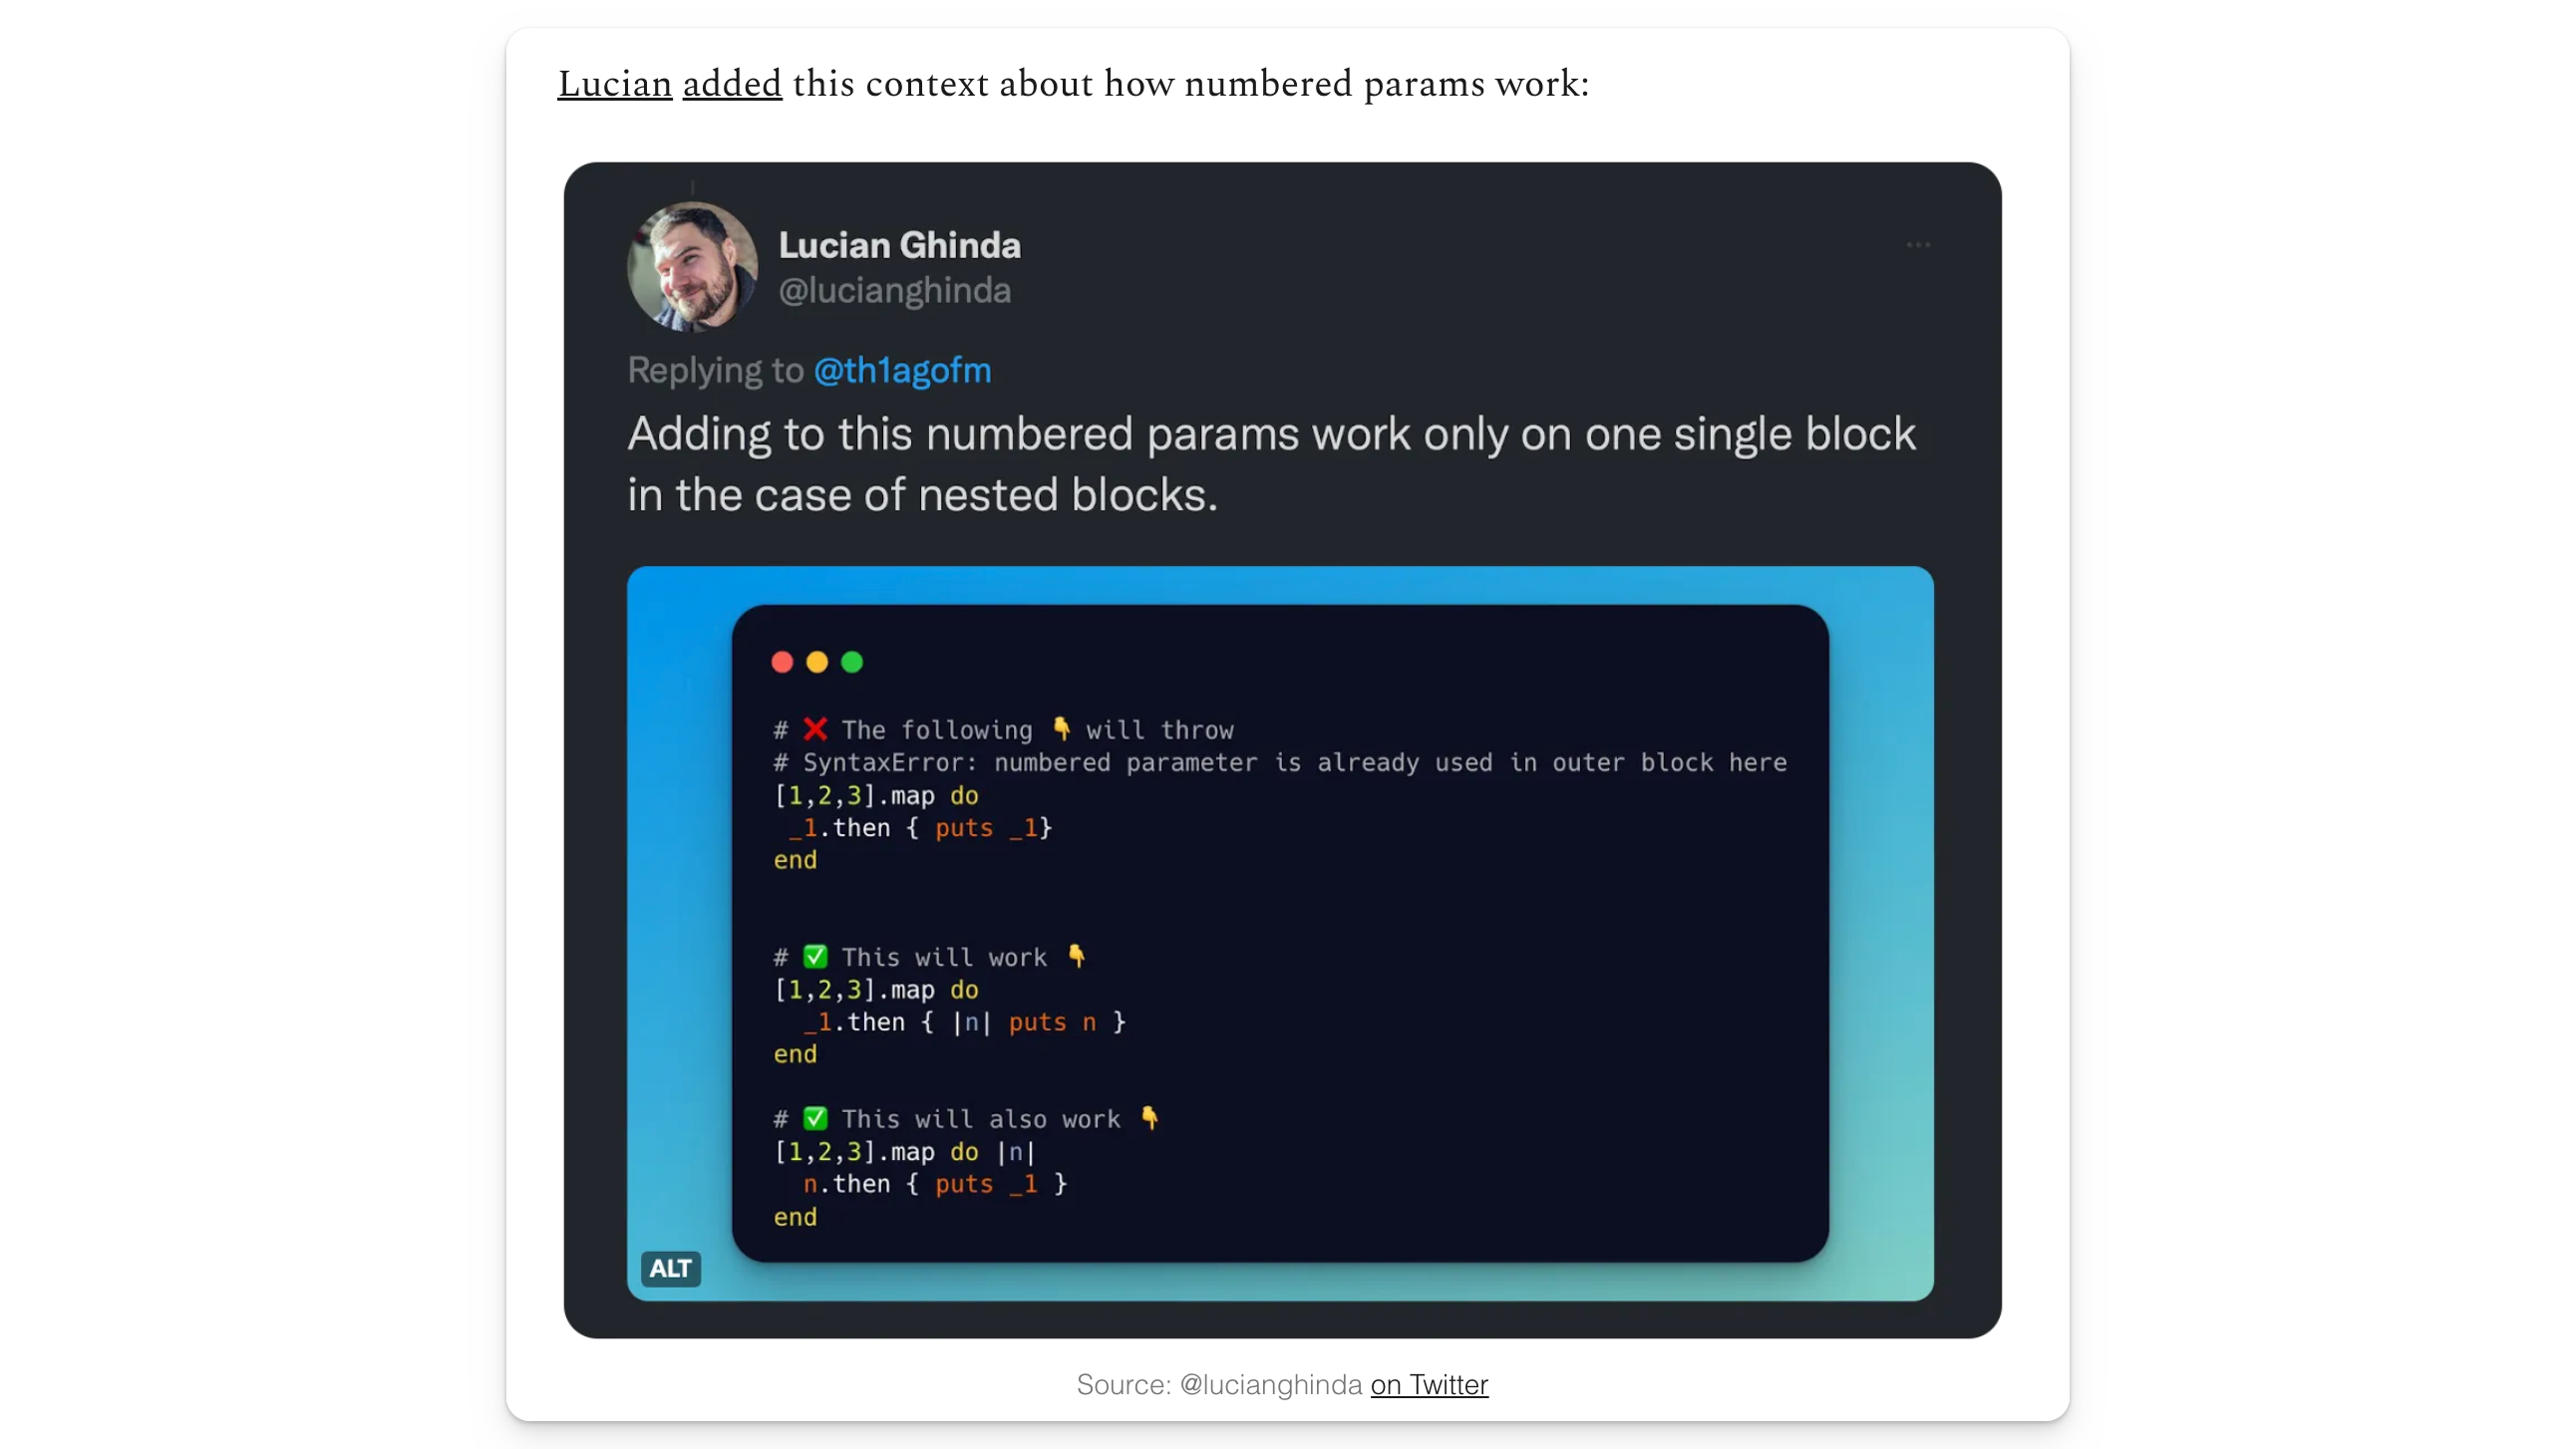 Lucian added this context about how numbered params work:
Lucian Ghinda
@lucianghinda
Replying to @th1agofm
Adding to this numbered params work only on one single block
in the case of nested blocks.
# ❌ The following 👇 will throw
# SyntaxError: numbered parameter is already used in outer block here
[1,2,3].map do
 _1.then { puts _1}
end
# ✅ This will work 👇
[1,2,3].map do
  _1.then { |n| puts n }
end
# ✅ This will also work 👇
[1,2,3].map do |n|
  n.then { puts _1 }
end
ALT
Source: @lucianghinda on Twitter